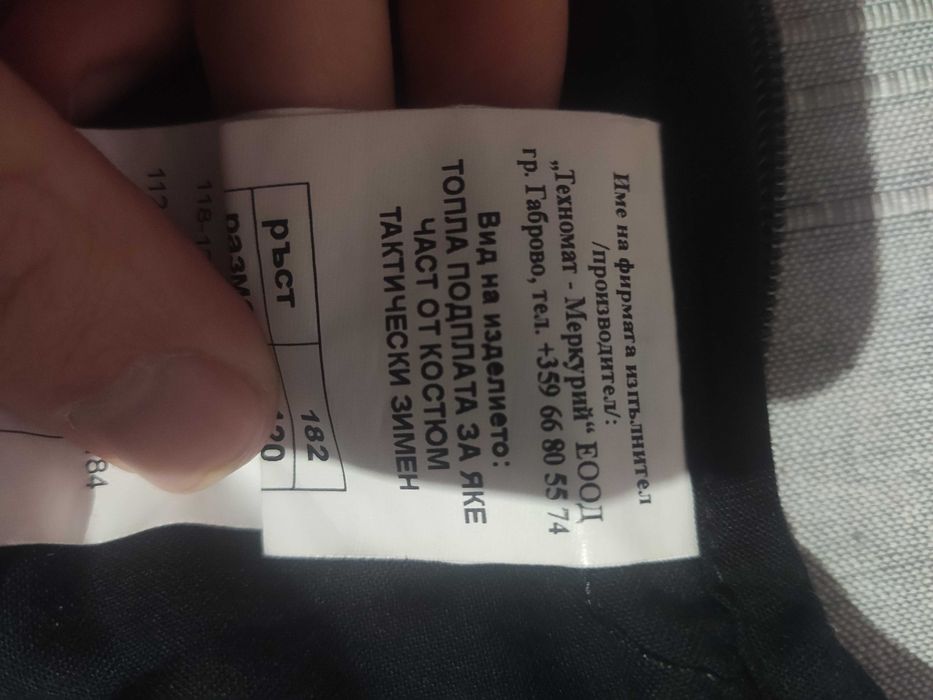 Име на фирмата изпълнител
/производител/:
„Техномат - Меркурий“ ЕООД
гр. Габрово, тел. +359 66 80 55 74
Вид на изделието:
ТОПЛА ПОДПЛАТА ЗА ЯКЕ
ЧАСТ ОТ КОСТЮМ
ТАКТИЧЕСКИ ЗИМЕН
ръст 182